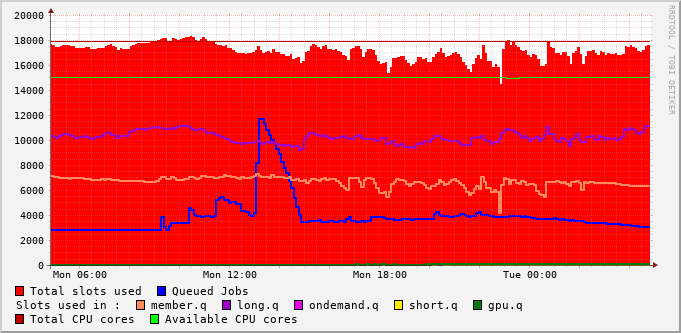 20000
18000
16000
14000
12000
10000
8000
6000
4000
2000
0
Mon 06:00 Mon 12:00 Mon 18:00 Tue 00:00
RRDTOOL / TOBI OETIKER
Total slots used Queued Jobs
Slots used in : member.q long.q ondemand.q short.q gpu.q
Total CPU cores Available CPU cores